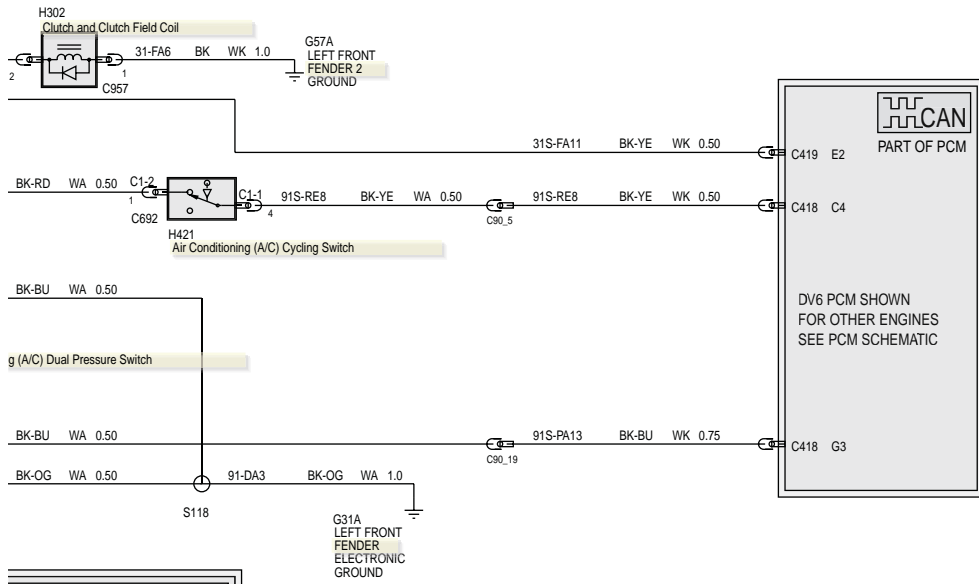 H302
Clutch and Clutch Field Coil
31-FA6 BK WK 1.0
2
1
C957
G57A
LEFT FRONT
FENDER 2
GROUND
CAN
PART OF PCM
31S-FA11 BK-YE WK 0.50
C419 E2
BK-RD WA 0.50
C1-2
1
C692
C1-1
4
91S-RE8 BK-YE WA 0.50
C90_5
91S-RE8 BK-YE WK 0.50
C418 C4
H421
Air Conditioning (A/C) Cycling Switch
BK-BU WA 0.50
DV6 PCM SHOWN
FOR OTHER ENGINES
SEE PCM SCHEMATIC
g (A/C) Dual Pressure Switch
BK-BU WA 0.50
C90_19
91S-PA13 BK-BU WK 0.75
C418 G3
BK-OG WA 0.50
91-DA3 BK-OG WA 1.0
S118
G31A
LEFT FRONT
FENDER
ELECTRONIC
GROUND